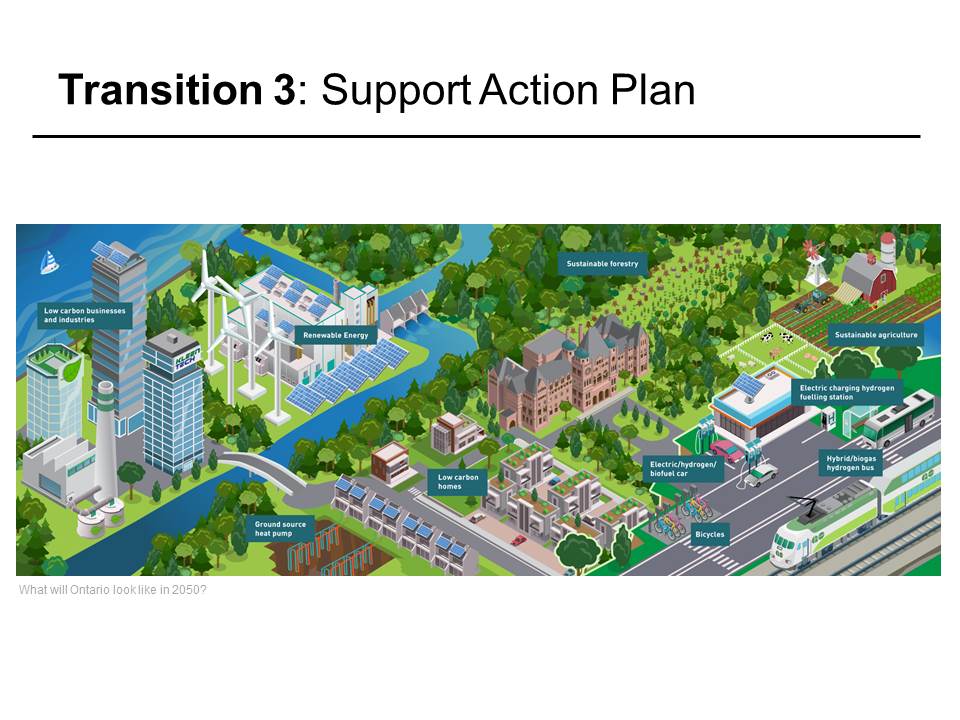 Transition 3: Support Action Plan
Sustainable forestry
Low carbon businesses
and industries
Renewable Energy
Sustainable agriculture
KLEEN
TECH
Electric charging hydrogen
fuelling station
Electric/hydrogen/
biofuel car
Hybrid/biogas
hydrogen bus
Low carbon
homes
Ground source
heat pump
Bicycles
What will Ontario look like in 2050?